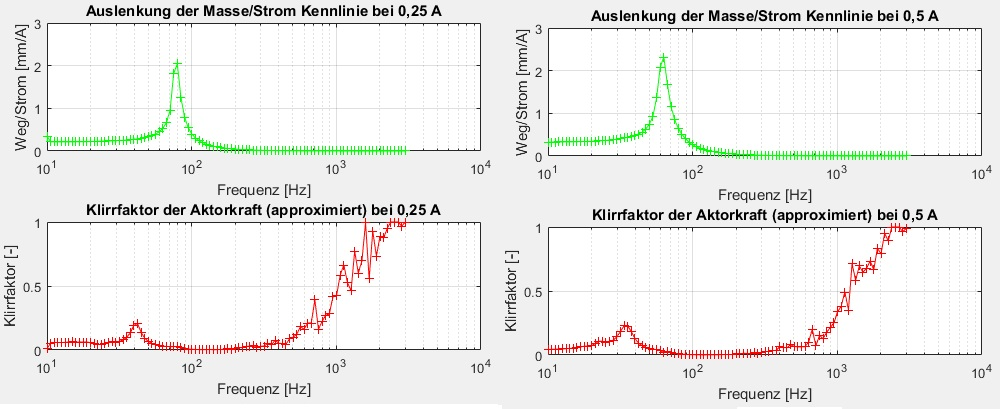 Auslenkung der Masse/Strom Kennlinie bei 0,25 A
Weg/Strom [mm/A]
3
2
1
0
10^1
10^2
10^3
10^4
Frequenz [Hz]
Auslenkung der Masse/Strom Kennlinie bei 0,5 A
Weg/Strom [mm/A]
3
2
1
0
10^1
10^2
10^3
10^4
Frequenz [Hz]
Klirrfaktor der Aktorkraft (approximiert) bei 0,25 A
Klirrfaktor [-]
1
0.5
0
10^1
10^2
10^3
10^4
Frequenz [Hz]
Klirrfaktor der Aktorkraft (approximiert) bei 0,5 A
Klirrfaktor [-]
1
0.5
0
10^1
10^2
10^3
10^4
Frequenz [Hz]